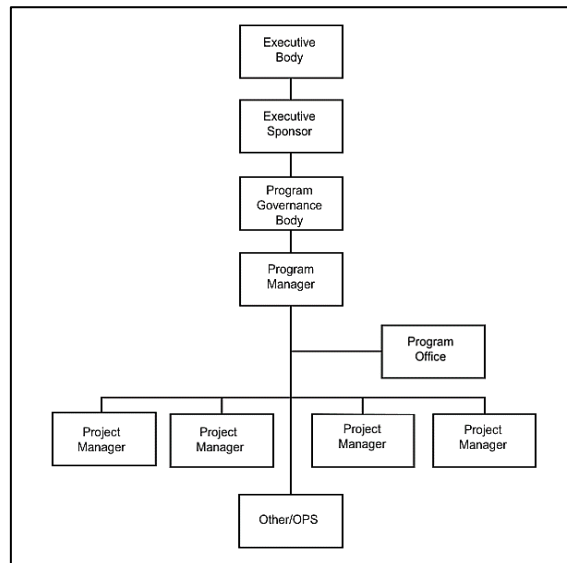 Executive
Body
Executive
Sponsor
Program
Governance
Body
Program
Manager
Program
Office
Project
Manager
Project
Manager
Project
Manager
Project
Manager
Other/OPS